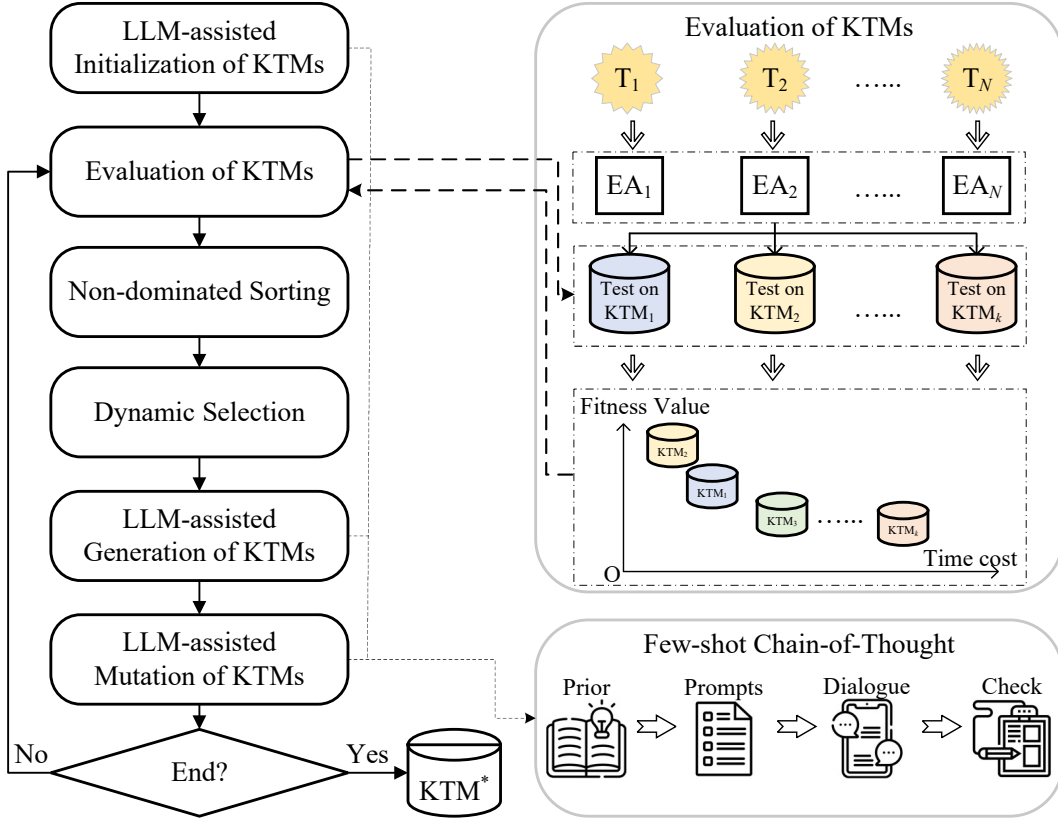 LLM-assisted
Initialization of KTMs
Evaluation of KTMs
Non-dominated Sorting
Dynamic Selection
LLM-assisted
Generation of KTMs
LLM-assisted
Mutation of KTMs
No
End?
Yes
KTM*
Evaluation of KTMs
T1 T2 …... TN
EA1 EA2 …... EAN
Test on KTM1
Test on KTM2
…...
Test on KTMk
Fitness Value
KTM2
KTM1
KTM3
…...
KTMk
O
Time cost
Few-shot Chain-of-Thought
Prior Prompts Dialogue Check